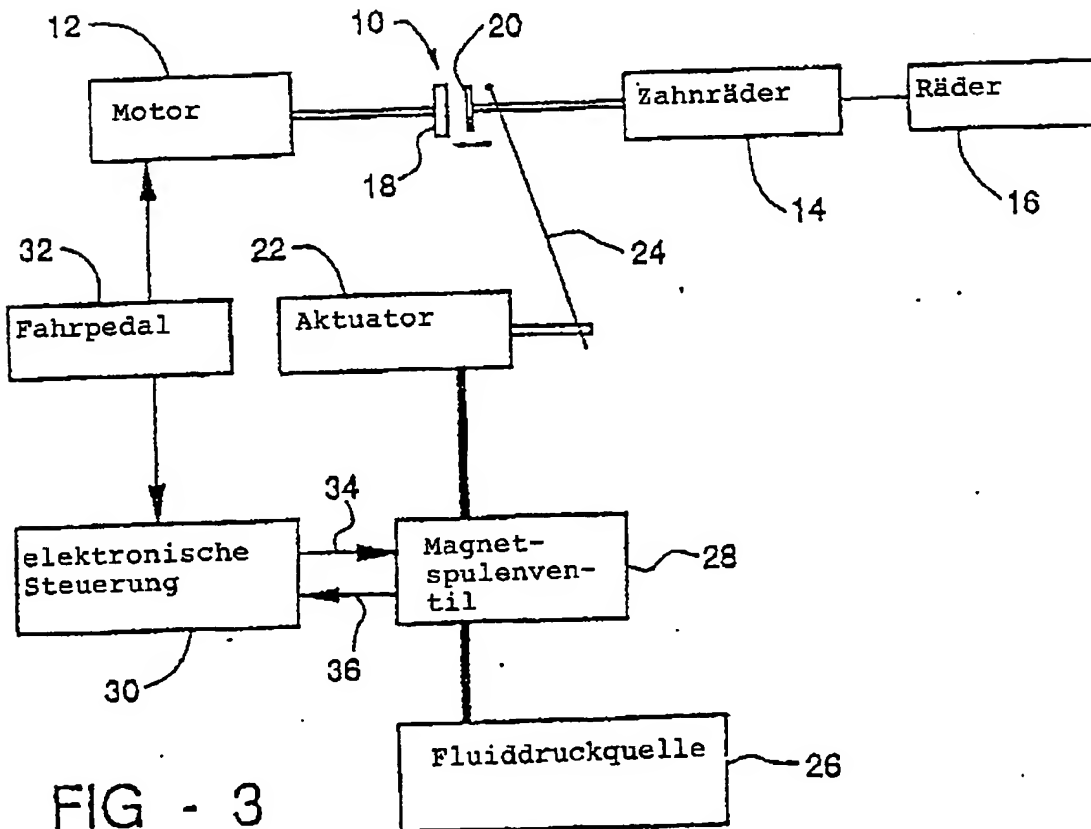 12
10
20
Motor
Zahnräder
Räder
18
14
16
32
22
24
Fahrpedal
Aktuator
34
elektronische
Steuerung
Magnet-
spulenven-
til
28
36
30
Fluiddruckquelle
26
FIG - 3